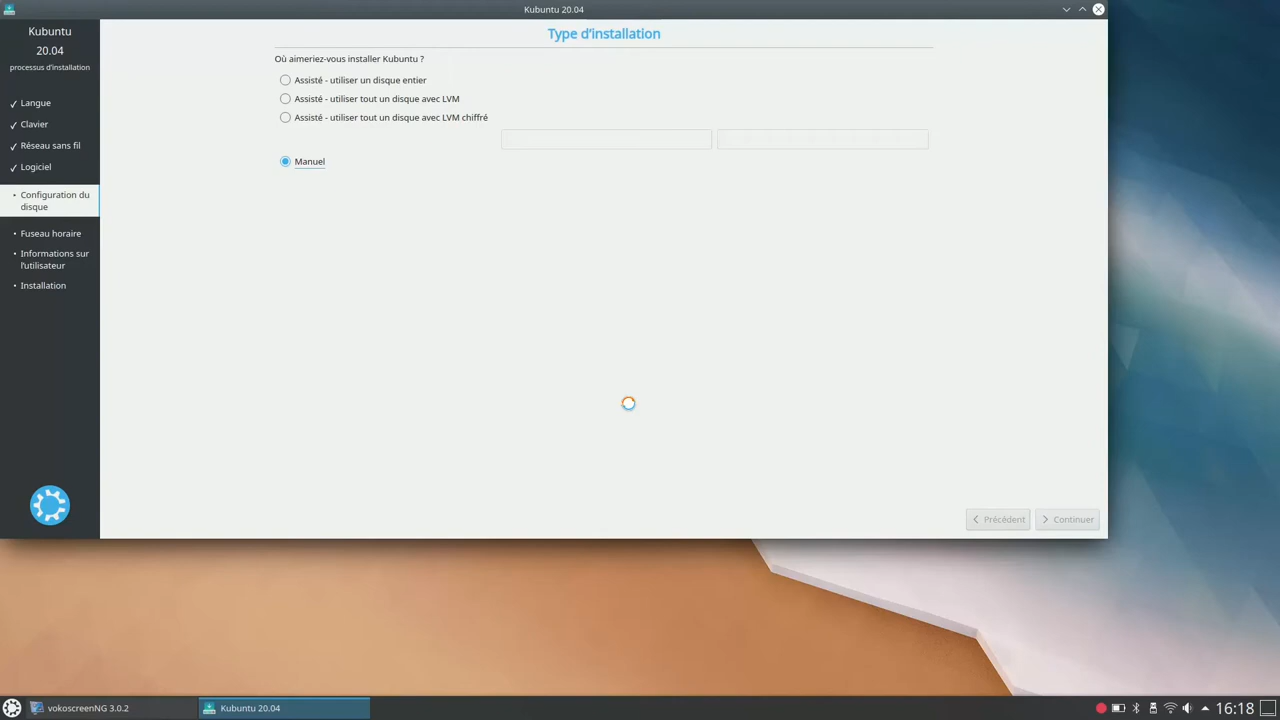 Kubuntu 20.04
Kubuntu
20.04
processus d'installation
Langue
Clavier
Réseau sans fil
Logiciel
Configuration du
disque
Fuseau horaire
Informations sur
l'utilisateur
Installation
Type d'installation
Où aimeriez-vous installer Kubuntu ?
Assisté - utiliser un disque entier
Assisté - utiliser tout un disque avec LVM
Assisté - utiliser tout un disque avec LVM chiffré
Manuel
Précédent
Continuer
vokoscreenNG 3.0.2
Kubuntu 20.04
16:18